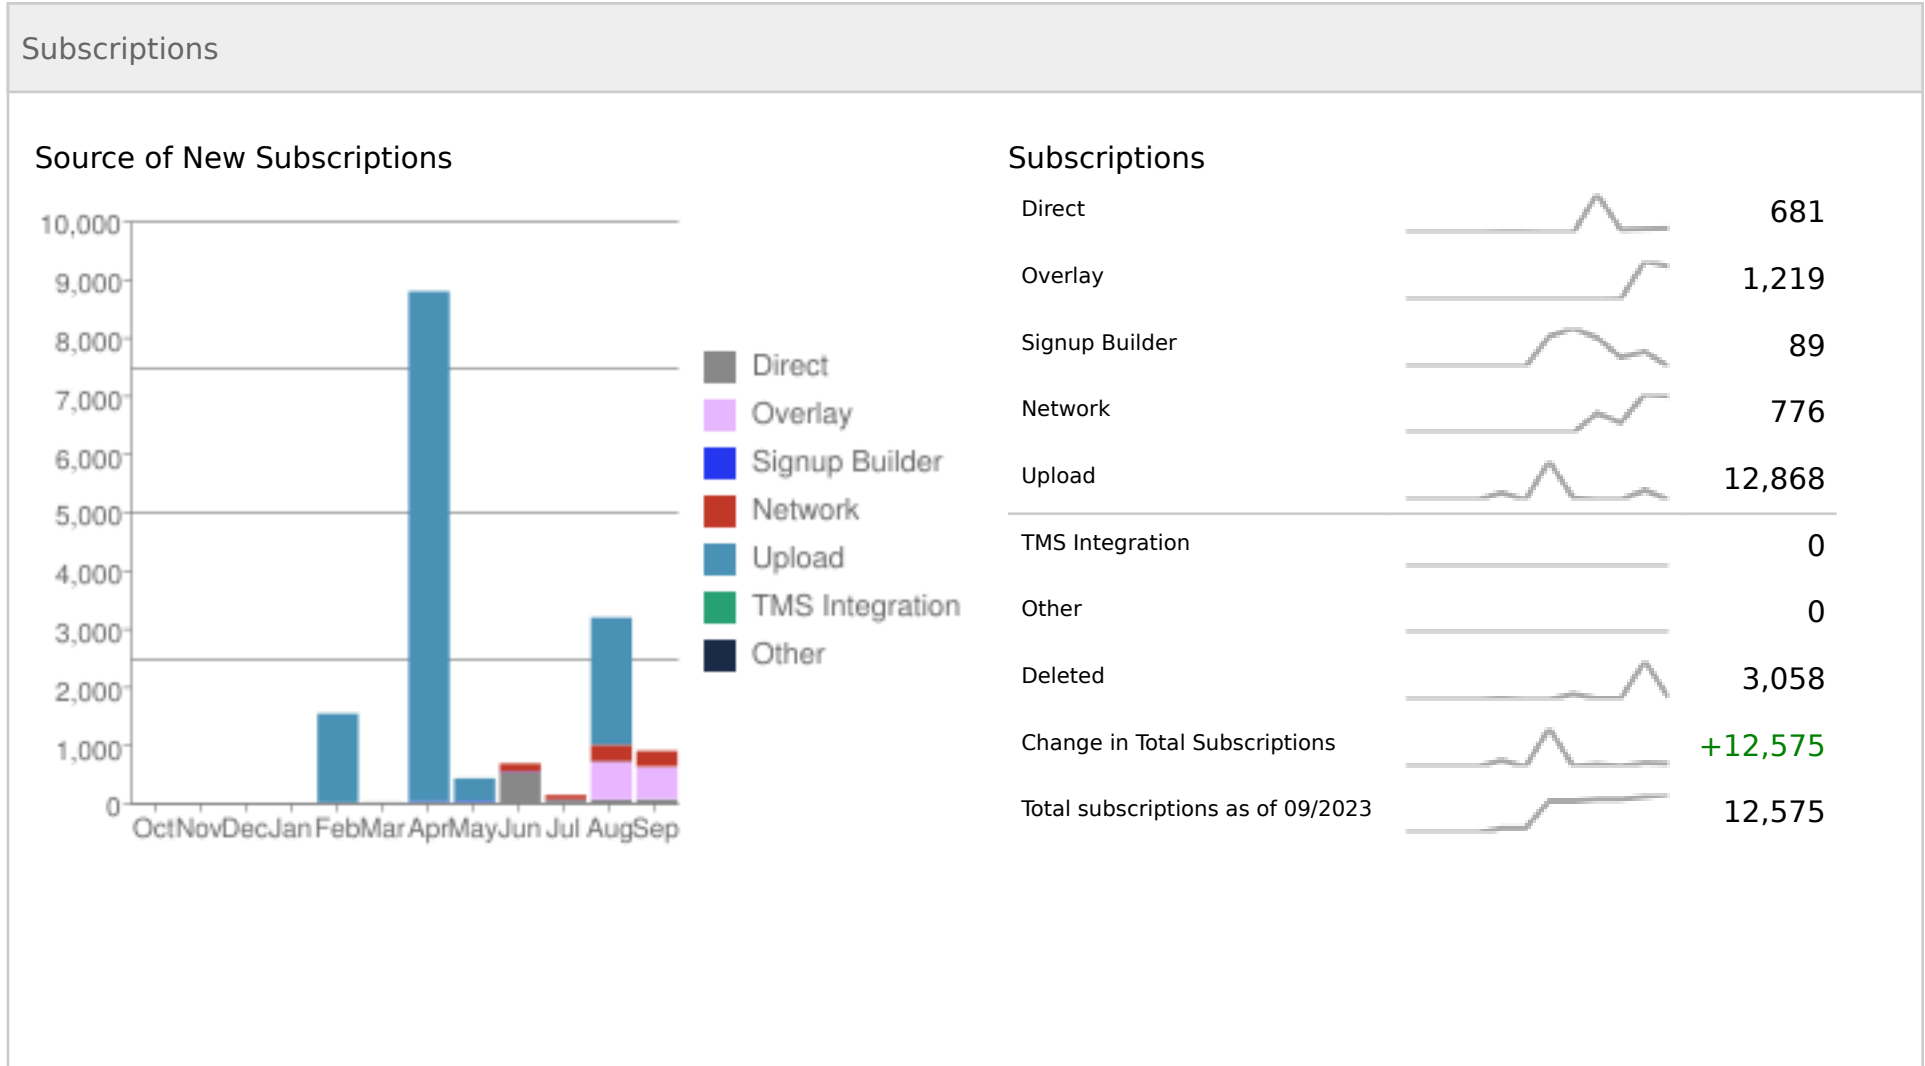 Subscriptions
Source of New Subscriptions
10,000
9,000
8,000
7,000
6,000
5,000
4,000
3,000
2,000
1,000
0
Oct Nov Dec Jan Feb Mar Apr May Jun Jul Aug Sep
Direct
Overlay
Signup Builder
Network
Upload
TMS Integration
Other
Subscriptions
Direct 681
Overlay 1,219
Signup Builder 89
Network 776
Upload 12,868
TMS Integration 0
Other 0
Deleted 3,058
Change in Total Subscriptions +12,575
Total subscriptions as of 09/2023 12,575